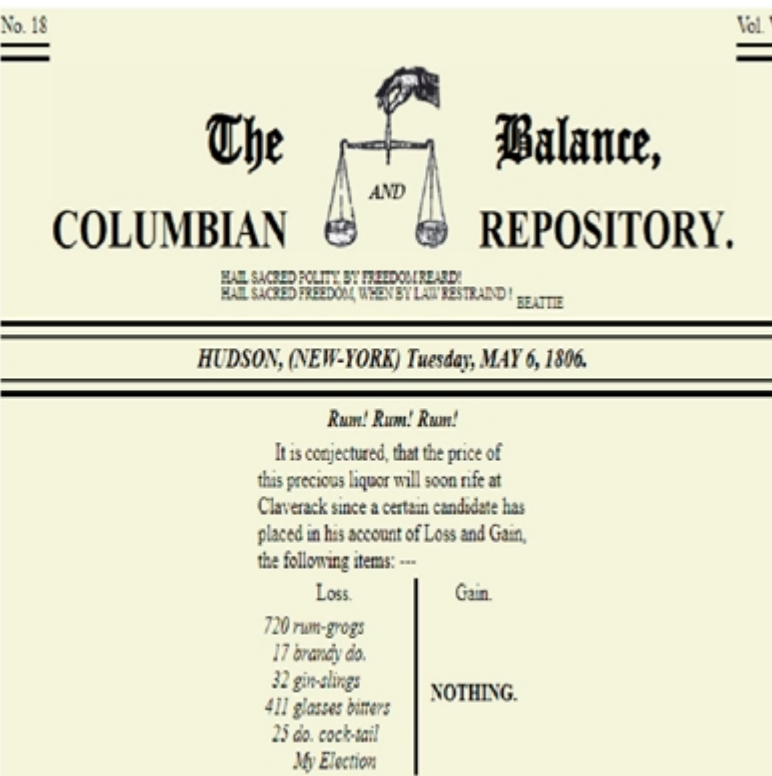 No. 18
Vol.
The Balance,
AND
COLUMBIAN REPOSITORY.
HAIL SACRED POLITY, BY FREEDOM REARD!
HAIL SACRED FREEDOM, WHEN BY LAW RESTRAIND!
BEATTIE
HUDSON, (NEW-YORK) Tuesday, MAY 6, 1806.
Rum! Rum! Rum!
It is conjectured, that the price of
this precious liquor will soon rife at
Claverack since a certain candidate has
placed in his account of Loss and Gain,
the following items: ---
Loss.
720 rum-grogs
17 brandy do.
32 gin-slings
411 glasses bitters
25 do. cock-tail
My Election
Gain.
NOTHING.